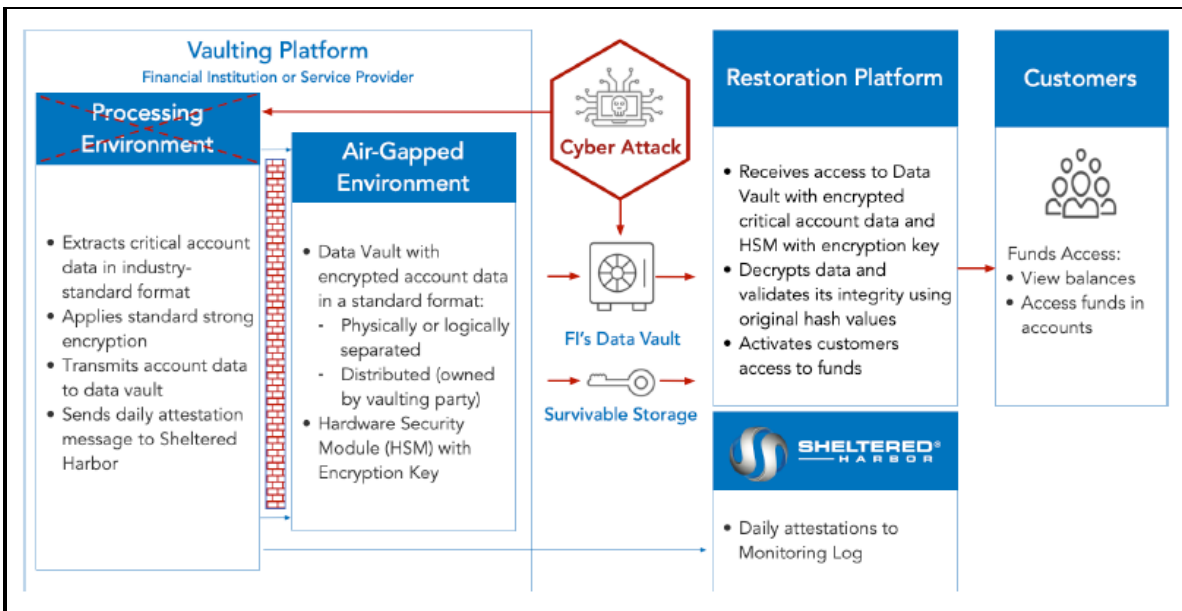 Vaulting Platform
Financial Institution or Service Provider
Processing
Environment
• Extracts critical account
data in industry-
standard format
• Applies standard strong
encryption
• Transmits account data
to data vault
• Sends daily attestation
message to Sheltered
Harbor
Air-Gapped
Environment
• Data Vault with
encrypted account data
in a standard format:
- Physically or logically
separated
- Distributed (owned
by vaulting party)
• Hardware Security
Module (HSM) with
Encryption Key
Cyber Attack
FI's Data Vault
Survivable Storage
Restoration Platform
• Receives access to Data
Vault with encrypted
critical account data and
HSM with encryption key
• Decrypts data and
validates its integrity using
original hash values
• Activates customers
access to funds
SHELTERED®
HARBOR
• Daily attestations to
Monitoring Log
Customers
Funds Access:
• View balances
• Access funds in
accounts